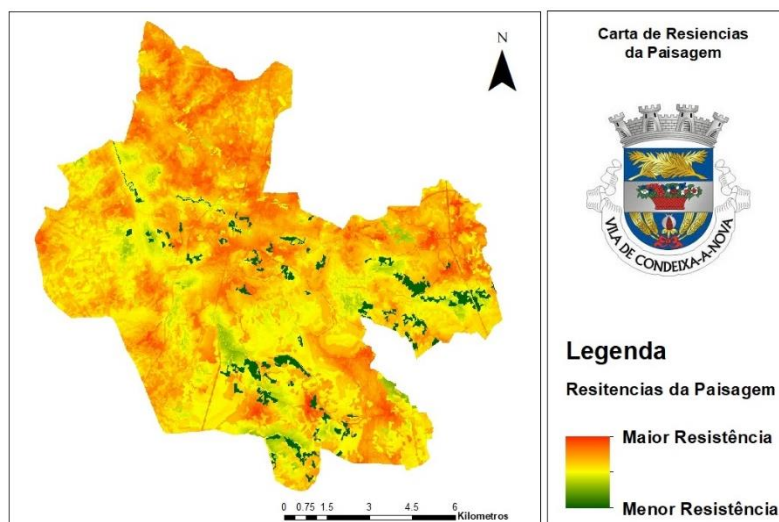 N
Carta de Resiencias
da Paisagem
VILA DE CONDEIXA-A-NOVA
Legenda
Resitencias da Paisagem
Maior Resistência
Menor Resistência
0 0.75 1.5 3 4.5 6
Kilometros